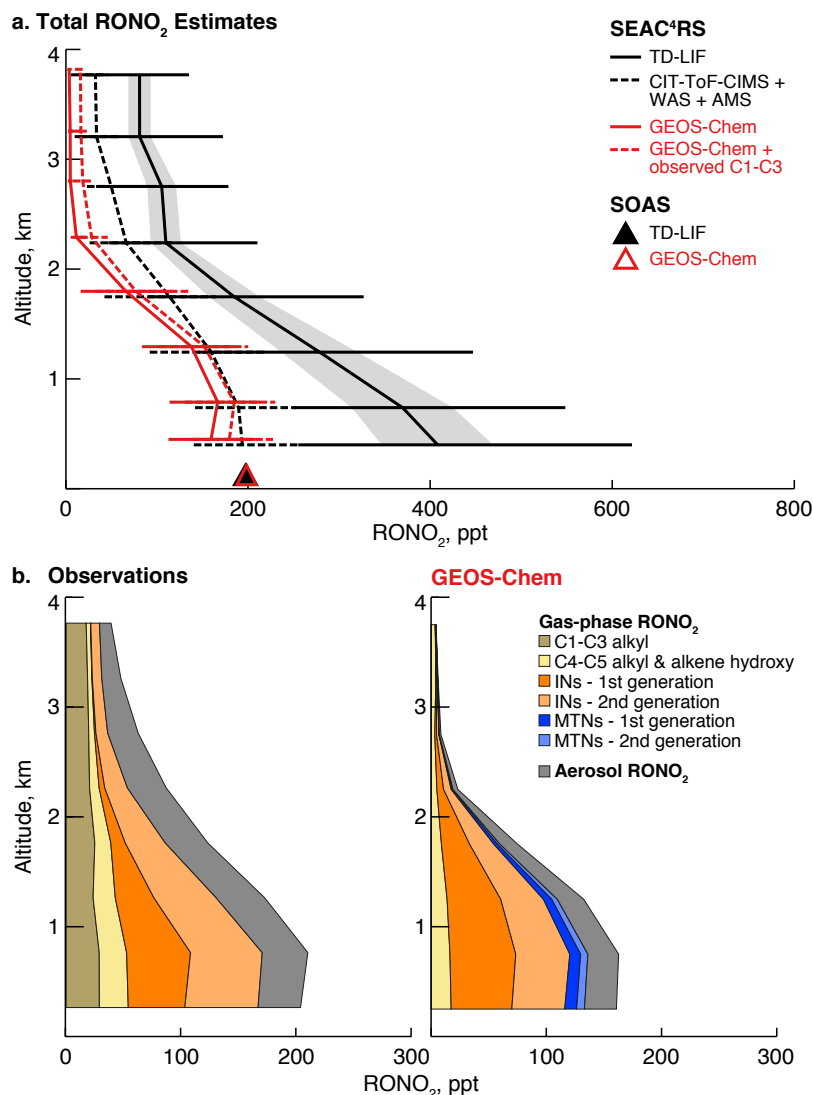 a. Total RONO₂ Estimates
SEAC⁴RS
TD-LIF
CIT-ToF-CIMS +
WAS + AMS
GEOS-Chem
GEOS-Chem +
observed C1-C3
SOAS
TD-LIF
GEOS-Chem
4
3
2
1
Altitude, km
0
200
400
600
800
RONO₂, ppt
b. Observations
4
3
2
1
Altitude, km
0
100
200
300
GEOS-Chem
Gas-phase RONO₂
C1-C3 alkyl
C4-C5 alkyl & alkene hydroxy
INs - 1st generation
INs - 2nd generation
MTNs - 1st generation
MTNs - 2nd generation
Aerosol RONO₂
4
3
2
1
0
100
200
300
RONO₂, ppt